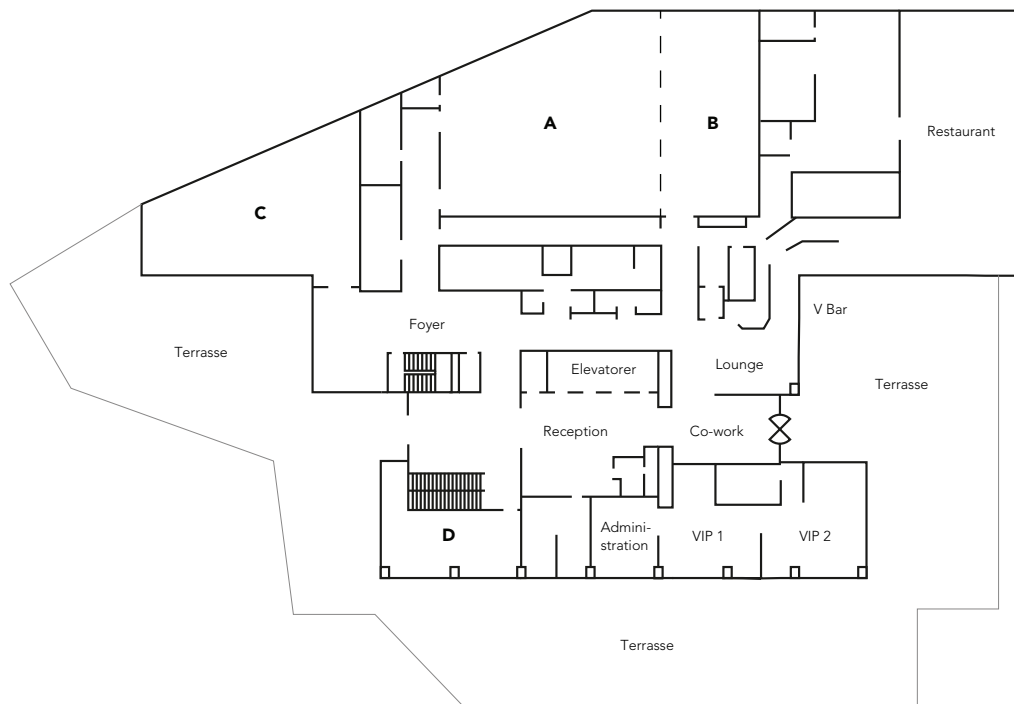 A
B
Restaurant
C
V Bar
Foyer
Terrasse
Elevatorer
Lounge
Terrasse
Reception
Co-work
D
Admini-
stration
VIP 1
VIP 2
Terrasse